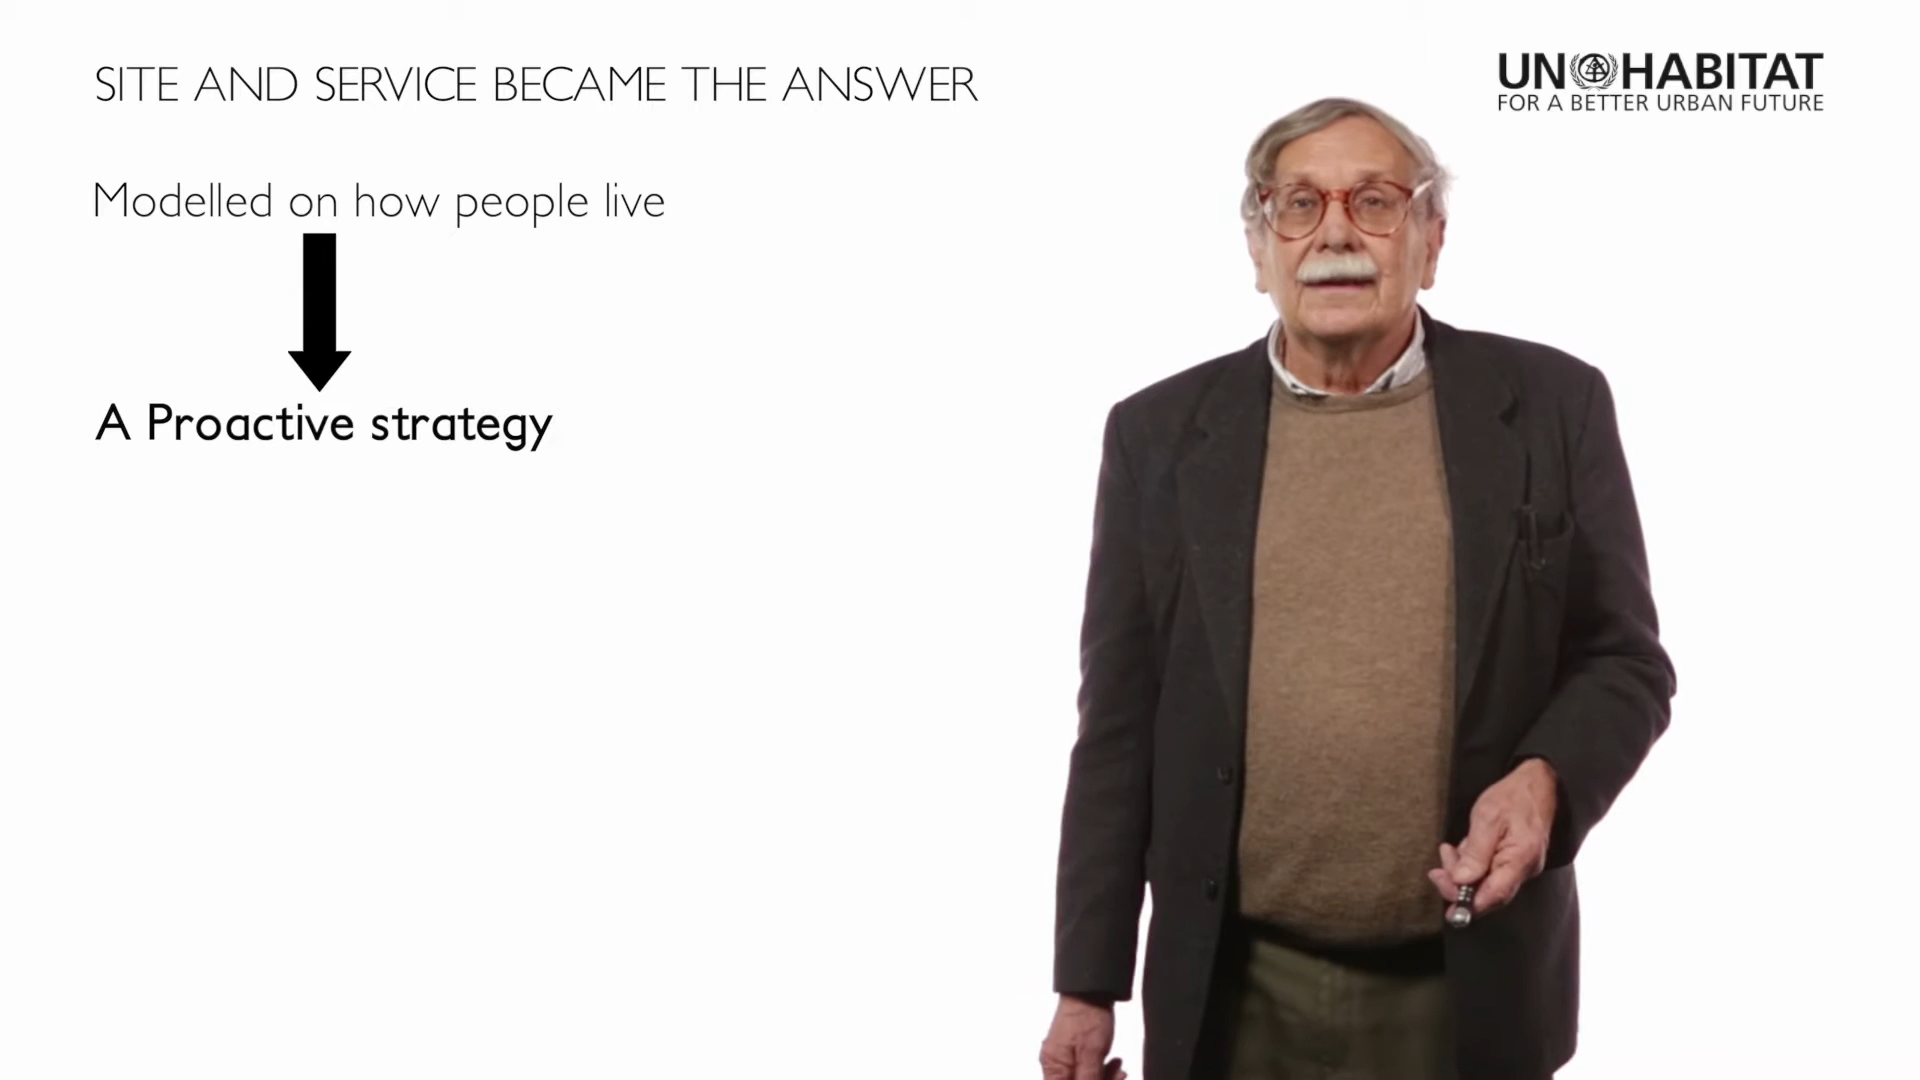 SITE AND SERVICE BECAME THE ANSWER
UN HABITAT
FOR A BETTER URBAN FUTURE
Modelled on how people live
A Proactive strategy